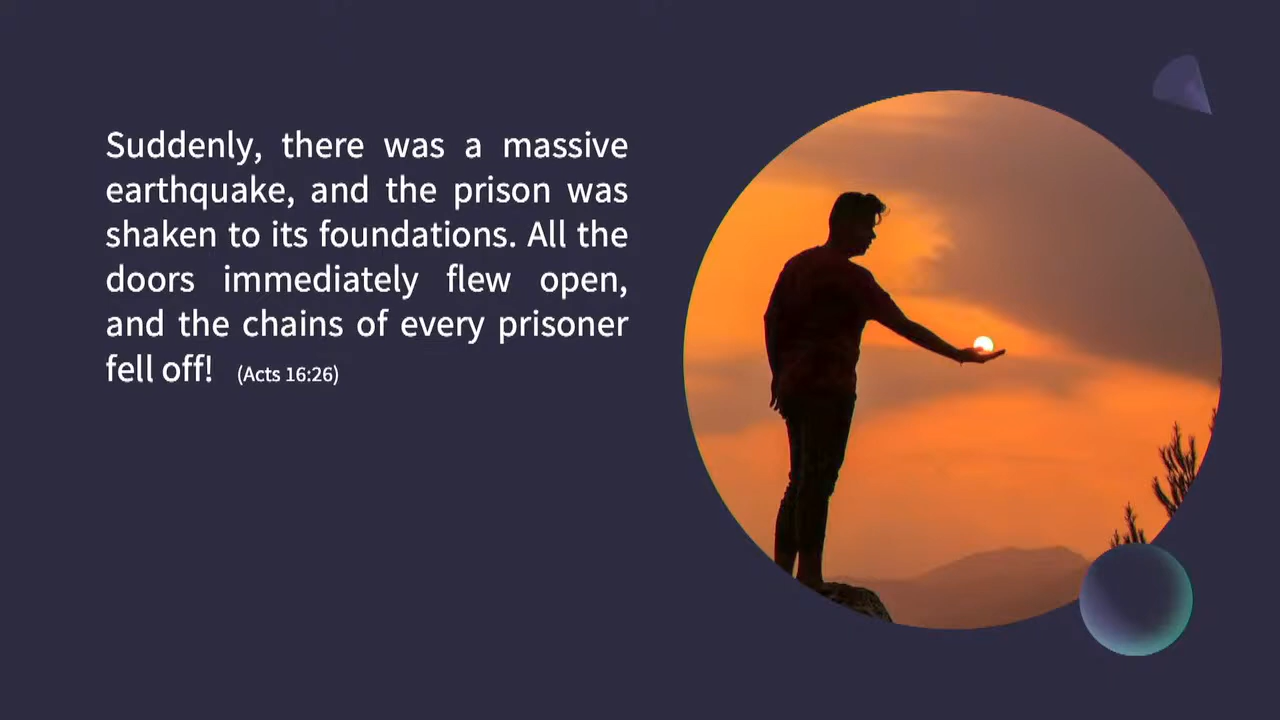 Suddenly, there was a massive
earthquake, and the prison was
shaken to its foundations. All the
doors immediately flew open,
and the chains of every prisoner
fell off! (Acts 16:26)